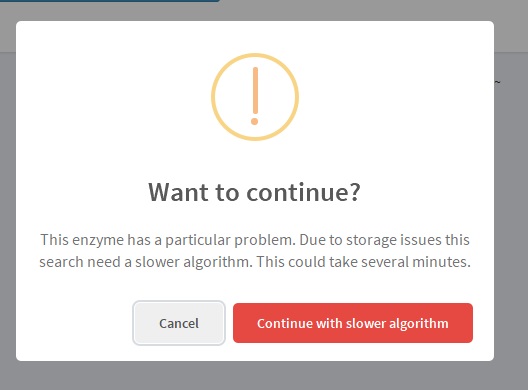 Want to continue?
This enzyme has a particular problem. Due to storage issues this
search need a slower algorithm. This could take several minutes.
Cancel
Continue with slower algorithm